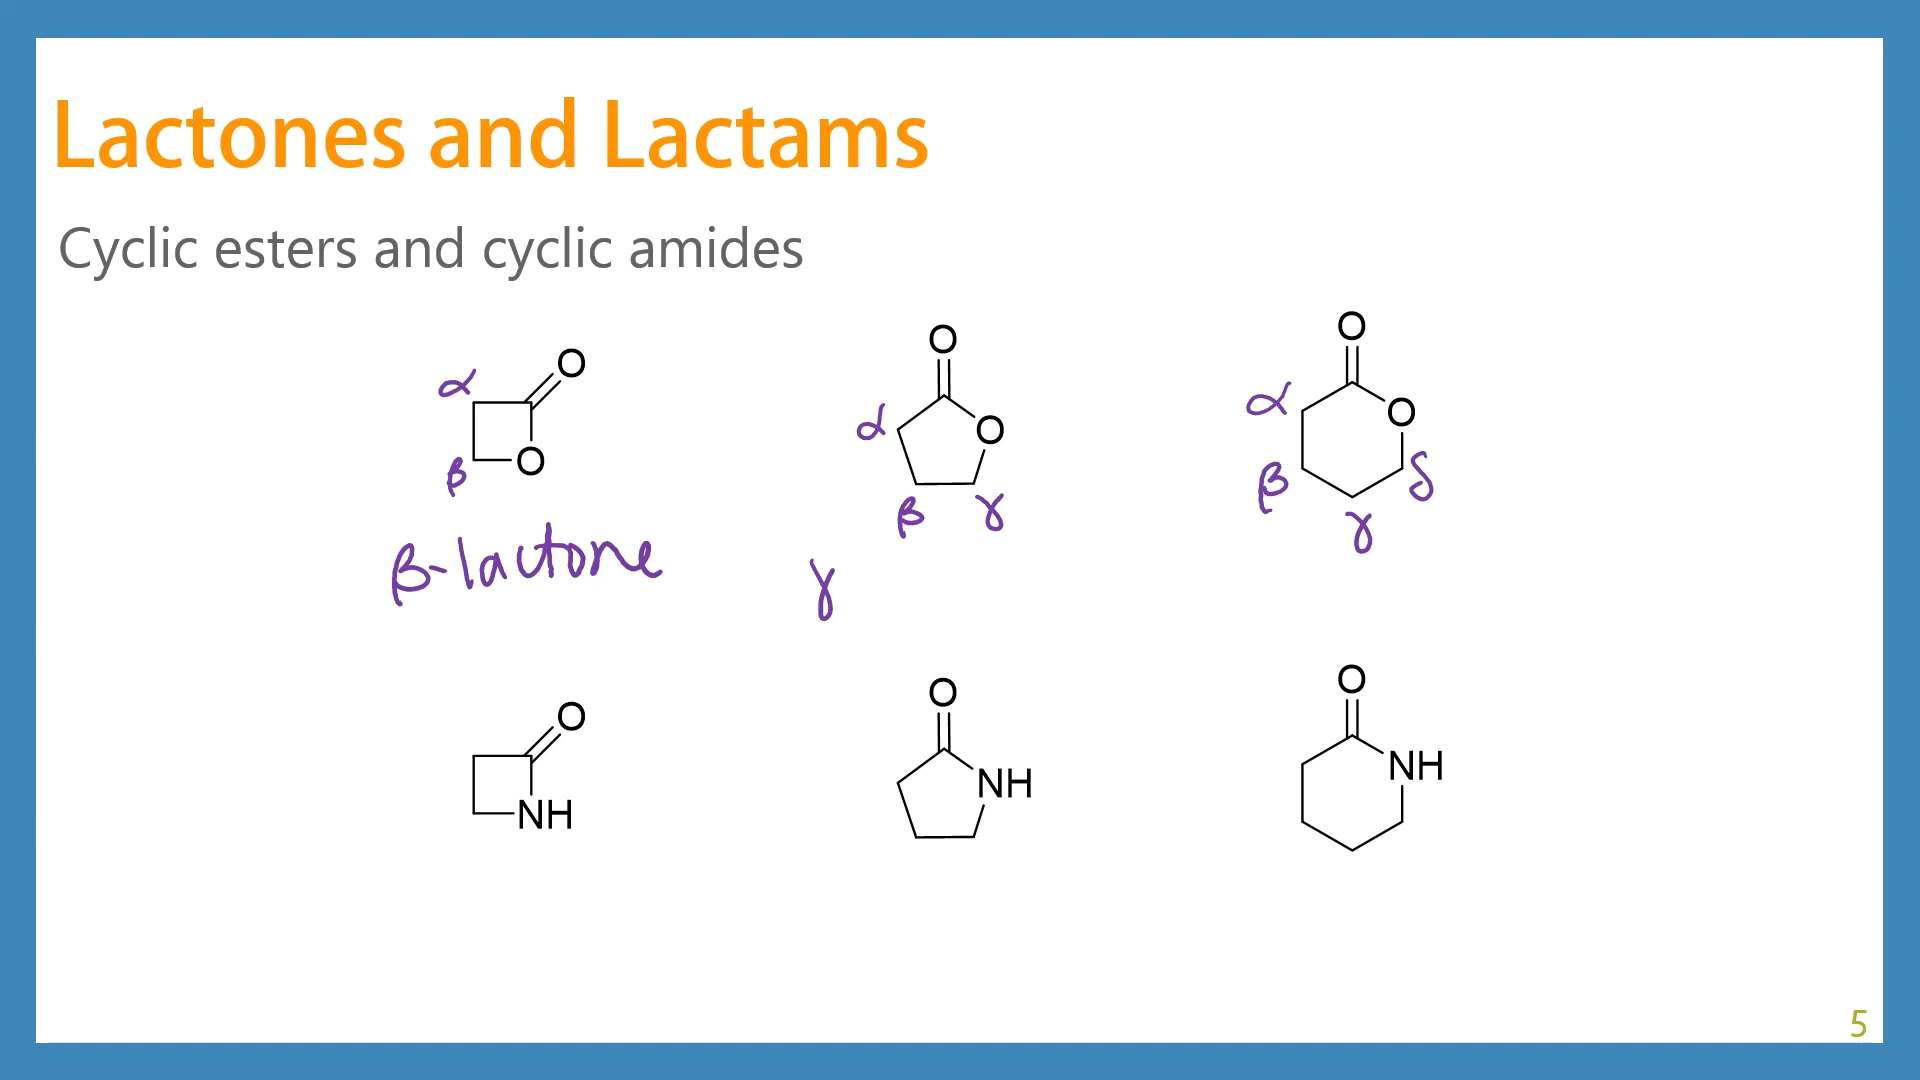 Lactones and Lactams
Cyclic esters and cyclic amides
O O O
α O α O α O
β β γ β γ δ
β-lactone γ
O O O
NH NH NH
5